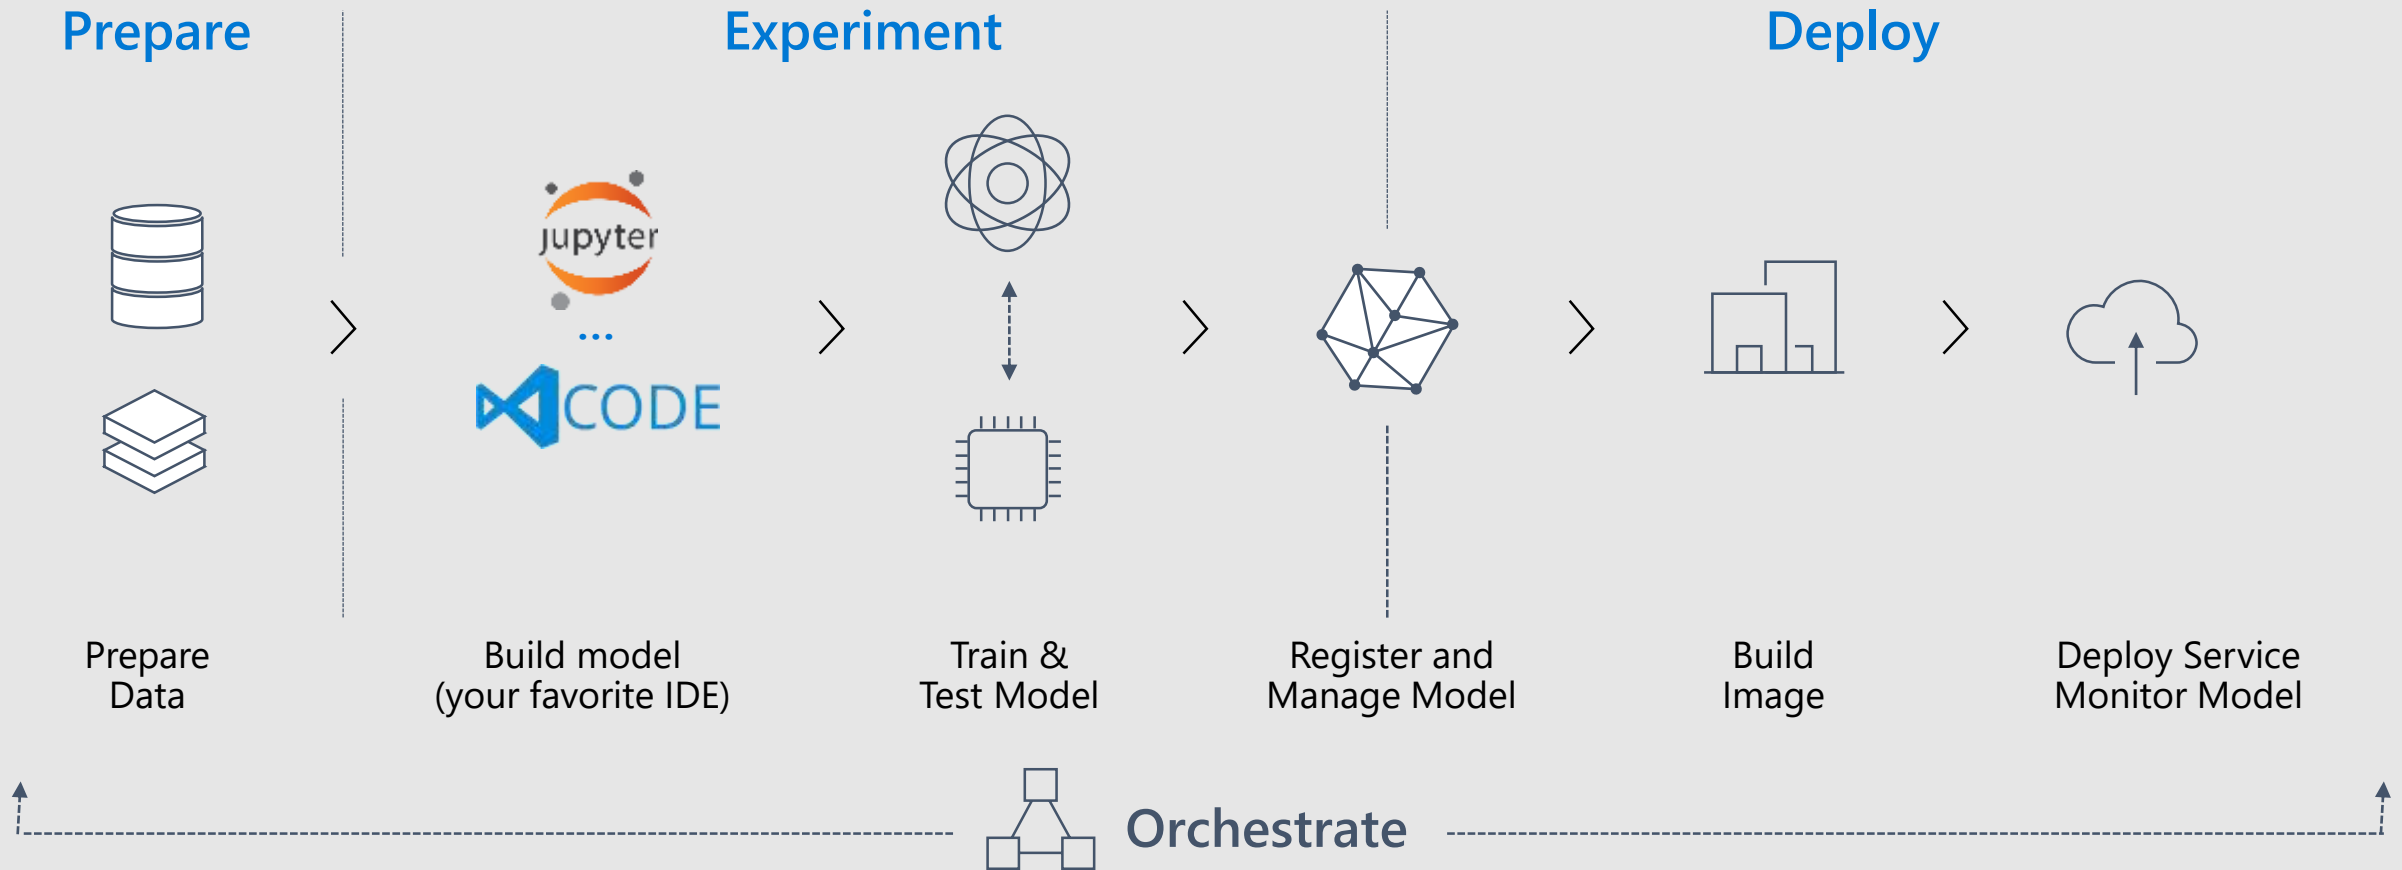 Prepare
Experiment
Deploy
jupyter
...
CODE
Prepare
Data
Build model
(your favorite IDE)
Train &
Test Model
Register and
Manage Model
Build
Image
Deploy Service
Monitor Model
Orchestrate